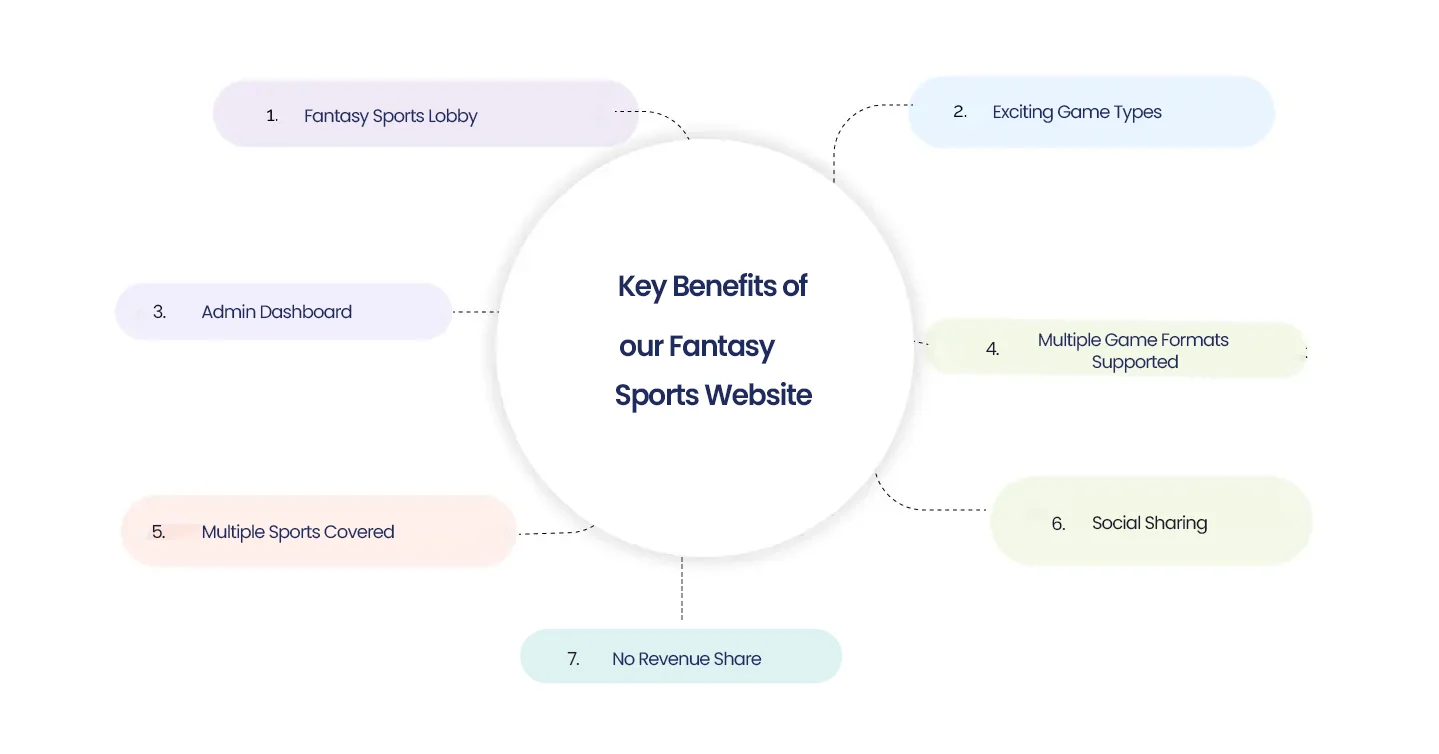 1. Fantasy Sports Lobby
2. Exciting Game Types
Key Benefits of
our Fantasy
Sports Website
3. Admin Dashboard
4. Multiple Game Formats
Supported
5. Multiple Sports Covered
6. Social Sharing
7. No Revenue Share